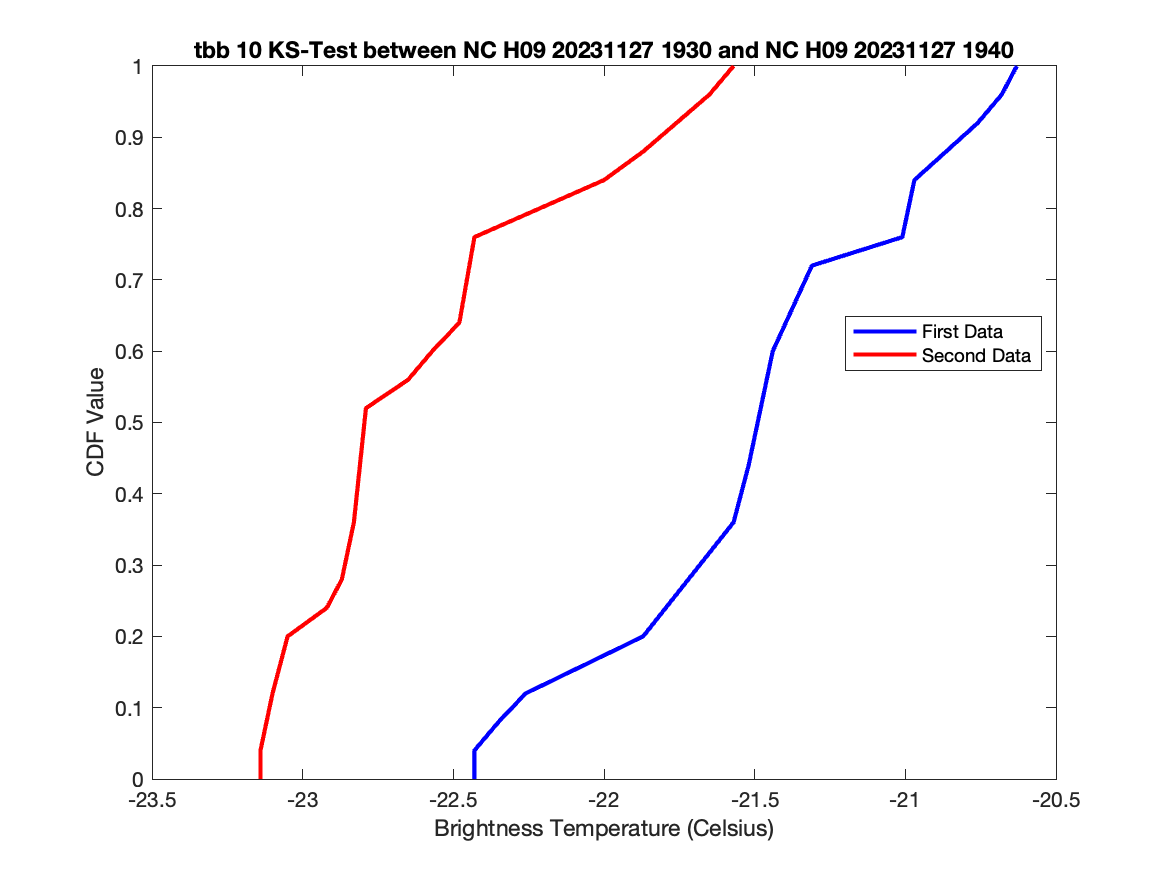 tbb 10 KS-Test between NC H09 20231127 1930 and NC H09 20231127 1940
1
0.9
0.8
0.7
0.6
0.5
0.4
0.3
0.2
0.1
0
CDF Value
First Data
Second Data
-23.5 -23 -22.5 -22 -21.5 -21 -20.5
Brightness Temperature (Celsius)